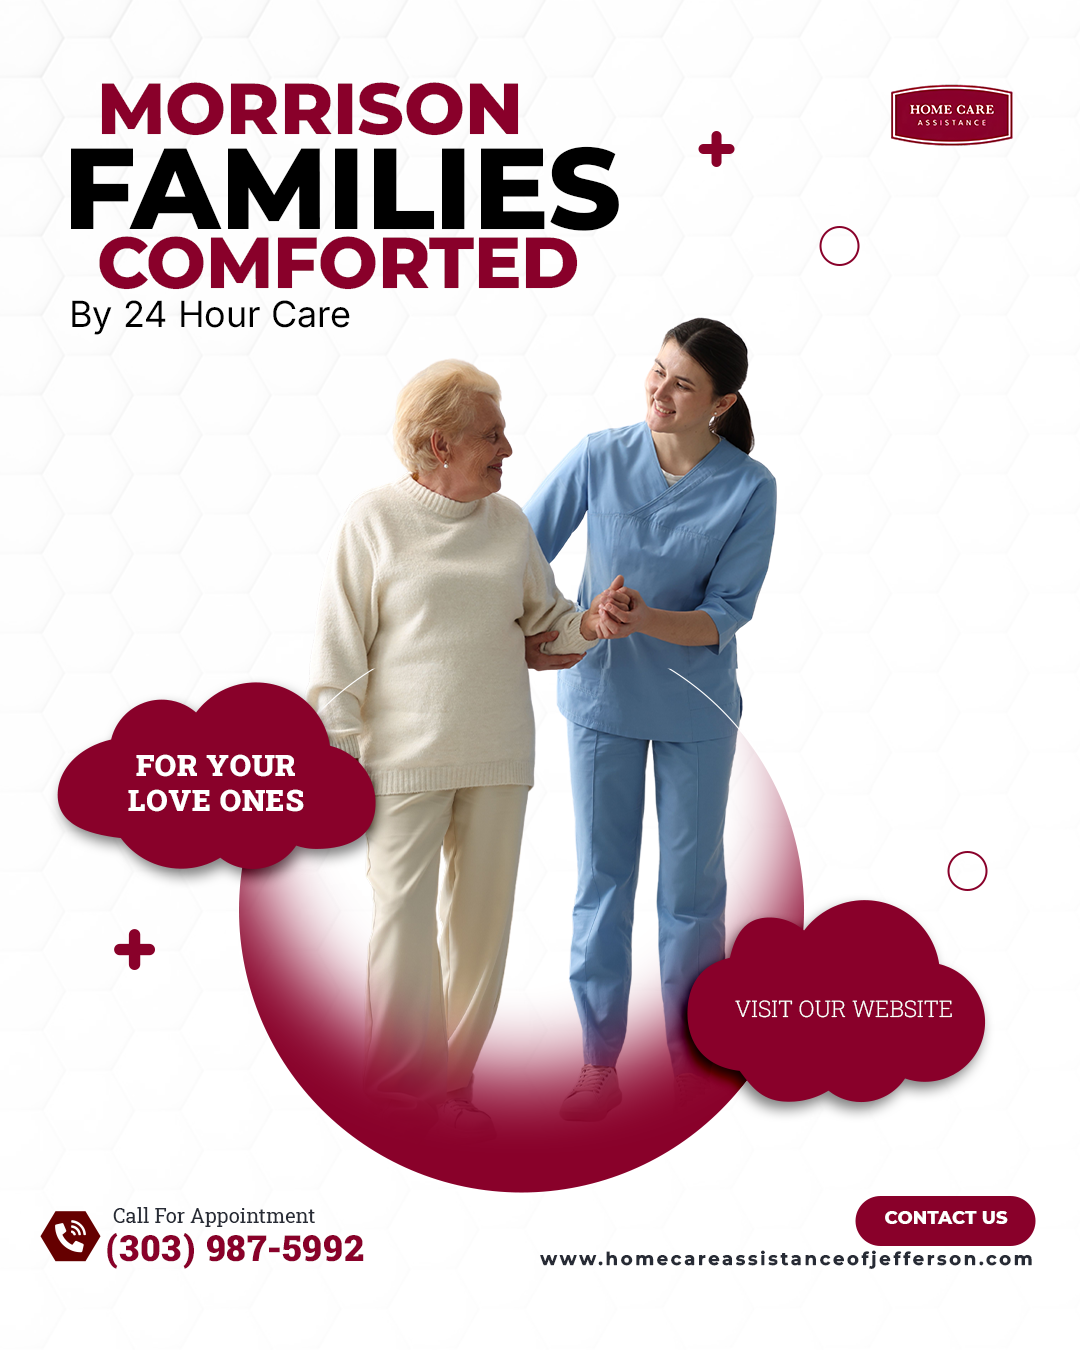 MORRISON
FAMILIES
COMFORTED
By 24 Hour Care
HOME CARE
ASSISTANCE
FOR YOUR
LOVE ONES
VISIT OUR WEBSITE
Call For Appointment
(303) 987-5992
CONTACT US
www.homecareassistanceofjefferson.com